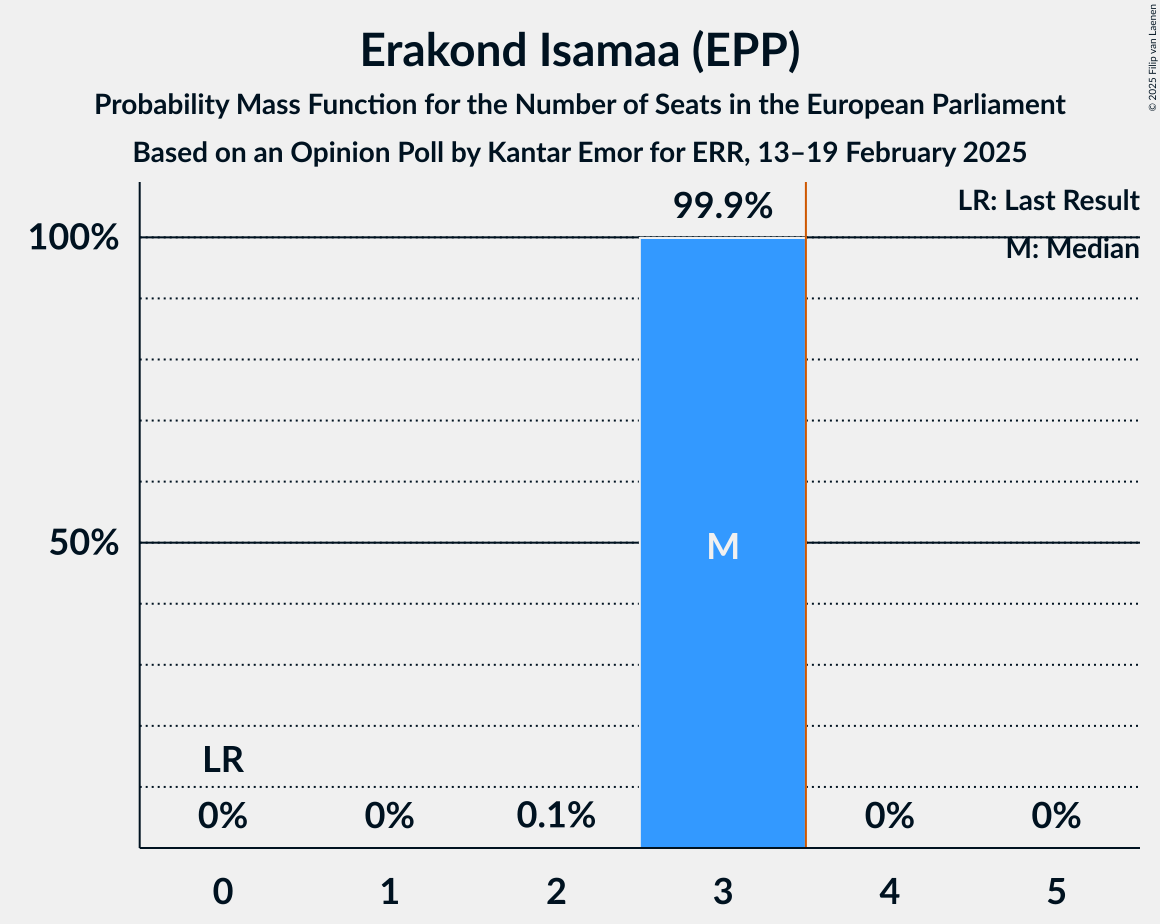 Erakond Isamaa (EPP)
Probability Mass Function for the Number of Seats in the European Parliament
Based on an Opinion Poll by Kantar Emor for ERR, 13–19 February 2025
© 2025 Filip van Laenen
LR: Last Result
M: Median
99.9%
100%
50%
M
LR
0%
0%
0.1%
0%
0%
0
1
2
3
4
5